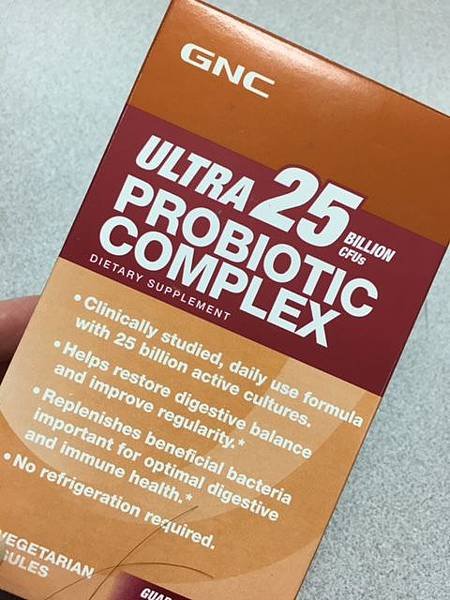 GNC
ULTRA 25 BILLION
CFUs
PROBIOTIC
COMPLEX
DIETARY SUPPLEMENT
• Clinically studied, daily use formula
with 25 billion active cultures.
• Helps restore digestive balance
and improve regularity.*
• Replenishes beneficial bacteria
important for optimal digestive
and immune health.*
• No refrigeration required.
VEGETARIAN